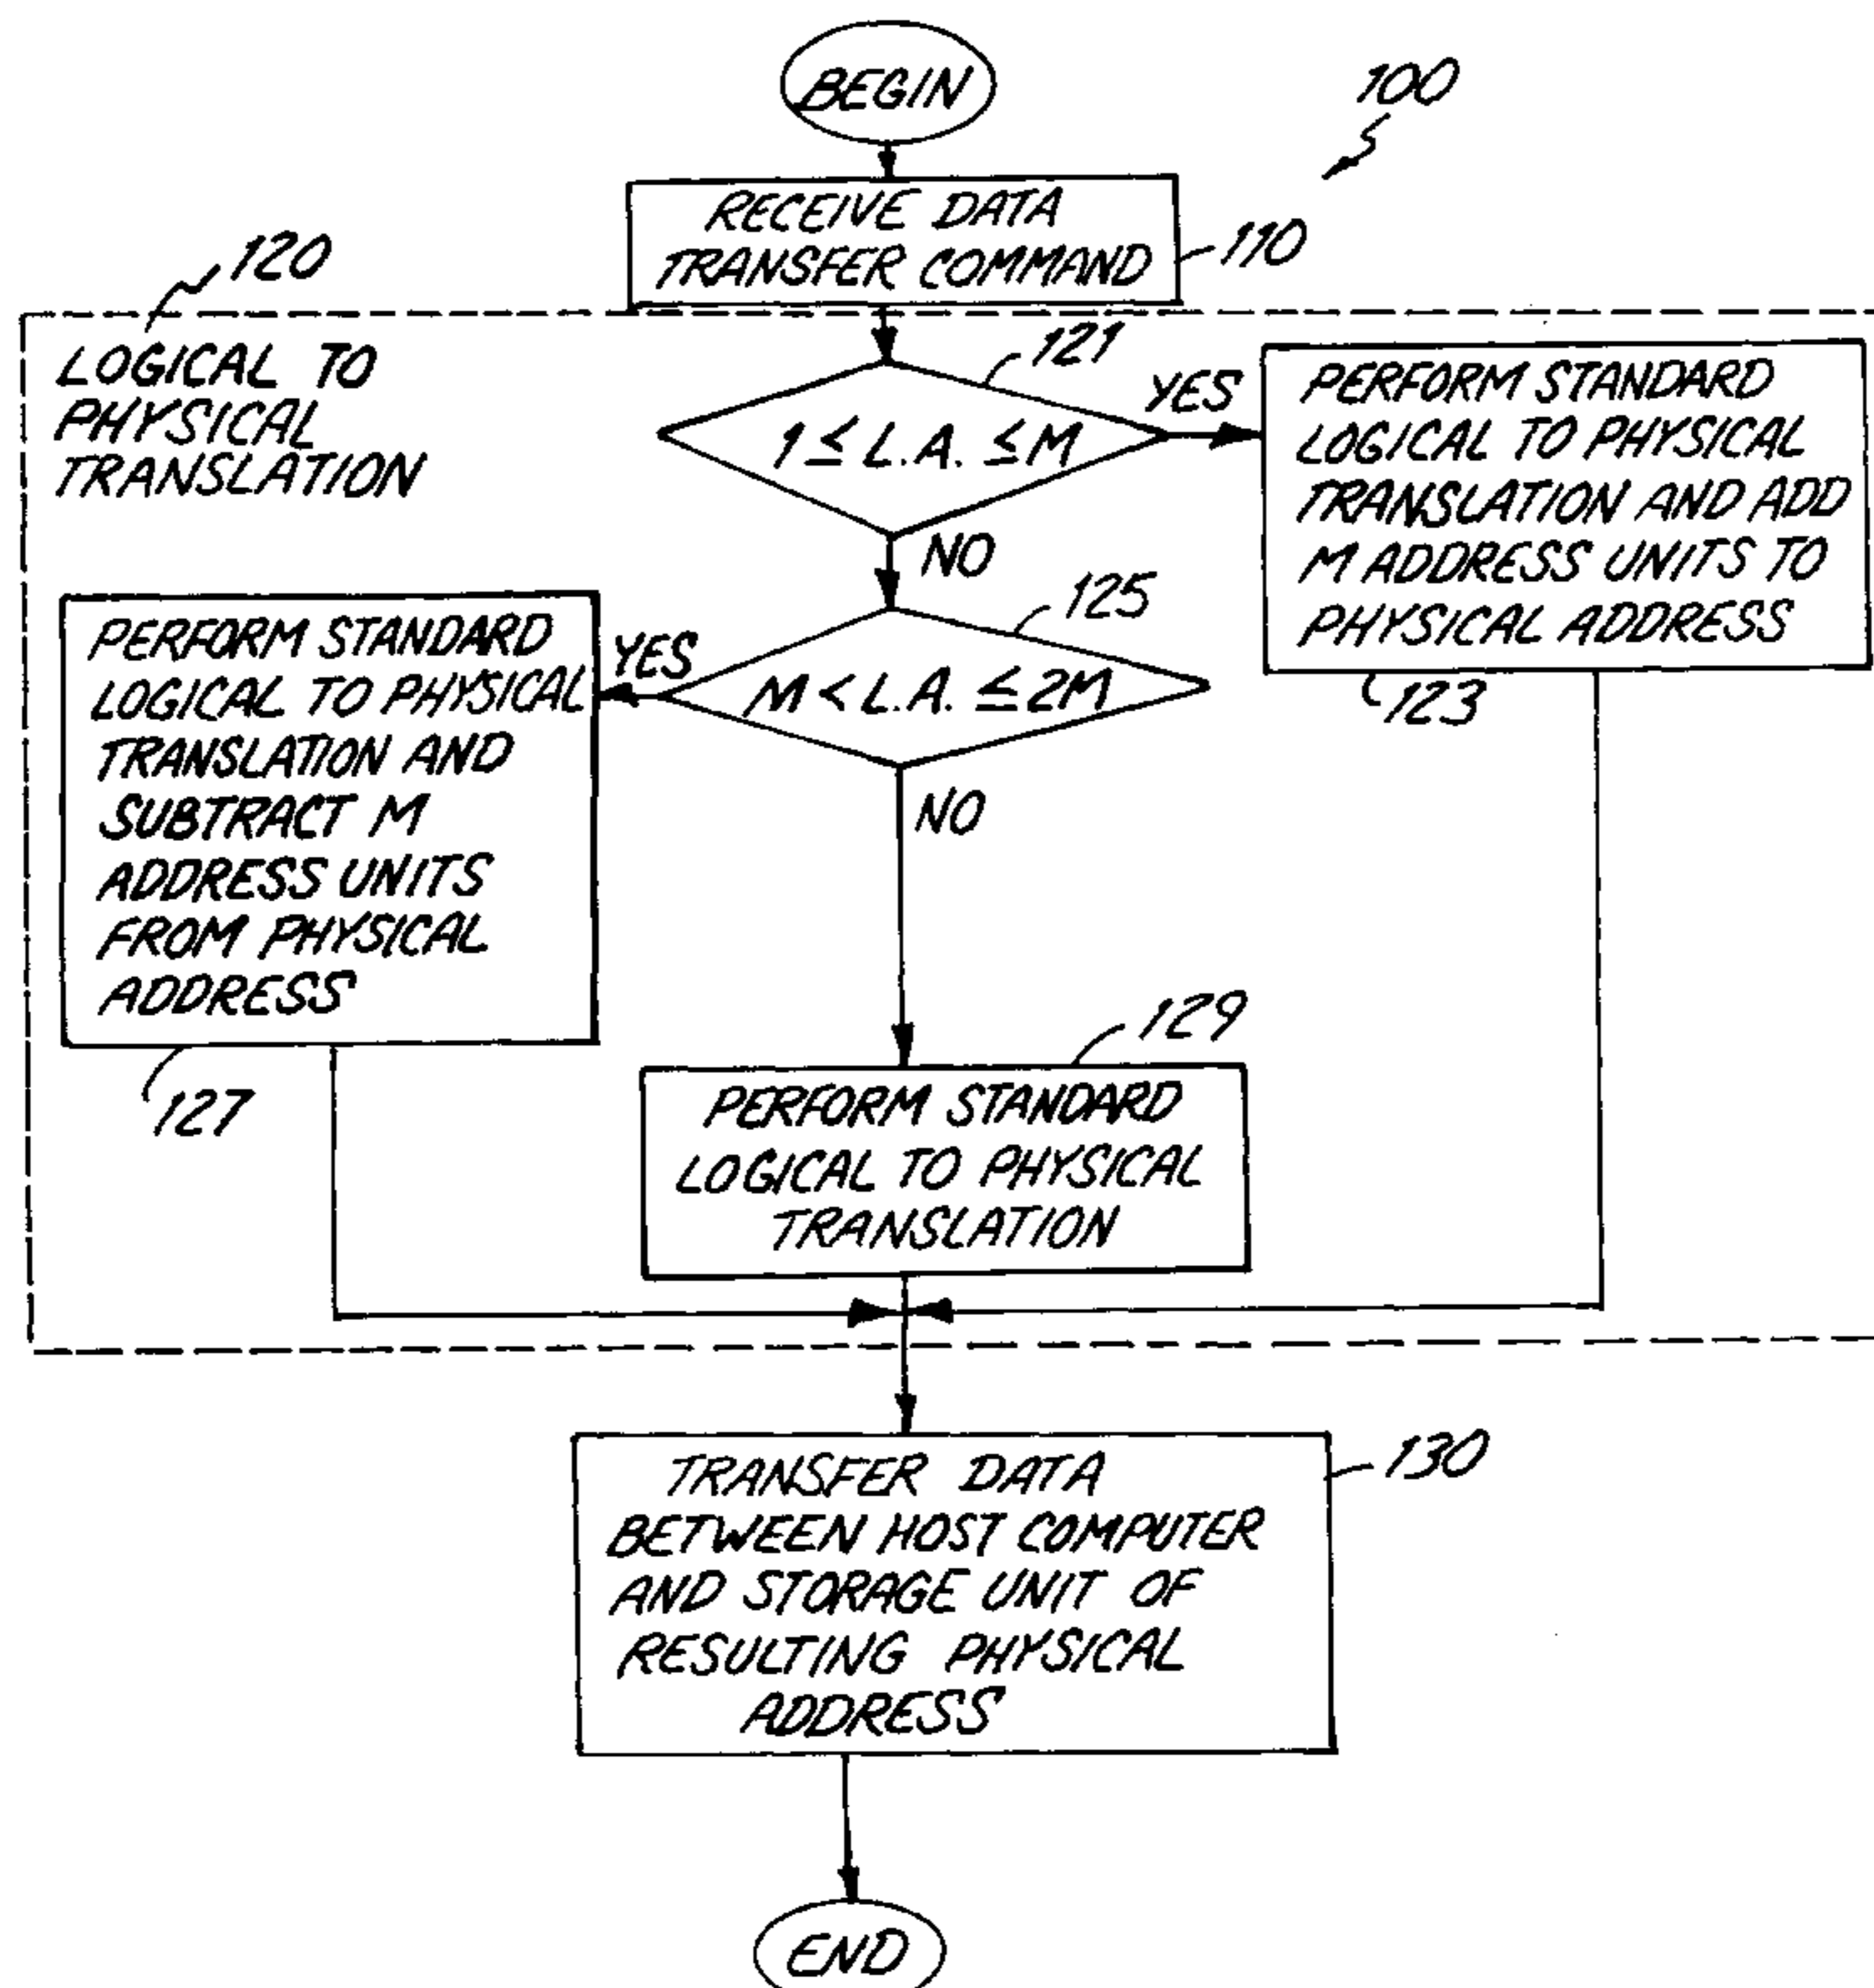 BEGIN
100
RECEIVE DATA
TRANSFER COMMAND
110
120
LOGICAL TO
PHYSICAL
TRANSLATION
121
1 ≤ L.A. ≤ M
YES
PERFORM STANDARD
LOGICAL TO PHYSICAL
TRANSLATION AND ADD
M ADDRESS UNITS TO
PHYSICAL ADDRESS
123
NO
125
M < L.A. ≤ 2M
YES
PERFORM STANDARD
LOGICAL TO PHYSICAL
TRANSLATION AND
SUBTRACT M
ADDRESS UNITS
FROM PHYSICAL
ADDRESS
127
NO
129
PERFORM STANDARD
LOGICAL TO PHYSICAL
TRANSLATION
130
TRANSFER DATA
BETWEEN HOST COMPUTER
AND STORAGE UNIT OF
RESULTING PHYSICAL
ADDRESS
END